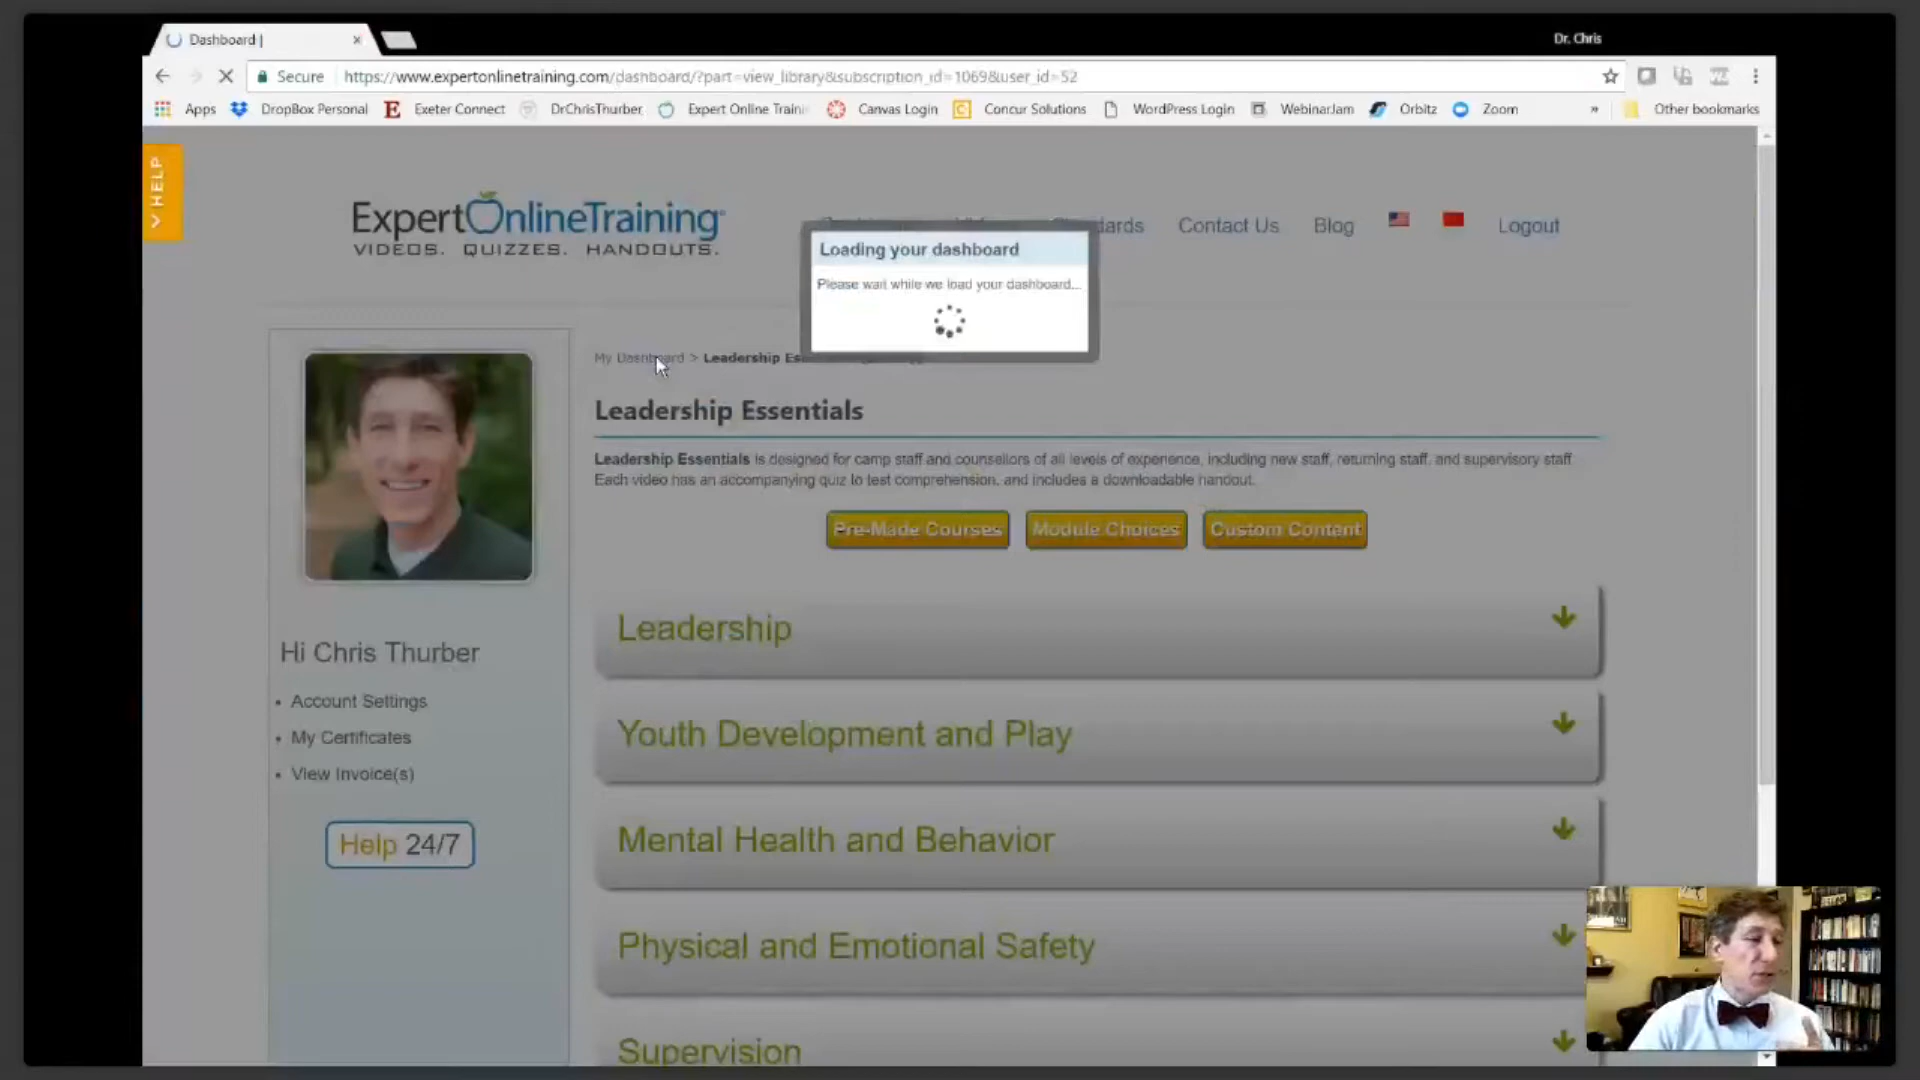 Dashboard |
Dr. Chris
Secure https://www.expertonlinetraining.com/dashboard/?part=view_library&subscription_id=1069&user_id=52
Apps DropBox Personal Exeter Connect DrChrisThurber Expert Online Traini Canvas Login Concur Solutions WordPress Login WebinarJam Orbitz Zoom » Other bookmarks
HELP
ExpertOnlineTraining
VIDEOS. QUIZZES. HANDOUTS.
Contact Us Blog Logout
Loading your dashboard
Please wait while we load your dashboard...
My Dashboard > Leadership
Leadership Essentials
Leadership Essentials is designed for camp staff and counsellors of all levels of experience, including new staff, returning staff, and supervisory staff
Each video has an accompanying quiz to test comprehension, and includes a downloadable handout.
Pre-Made Courses Module Choices Custom Content
Leadership
Youth Development and Play
Mental Health and Behavior
Physical and Emotional Safety
Supervision
Hi Chris Thurber
• Account Settings
• My Certificates
• View Invoice(s)
Help 24/7